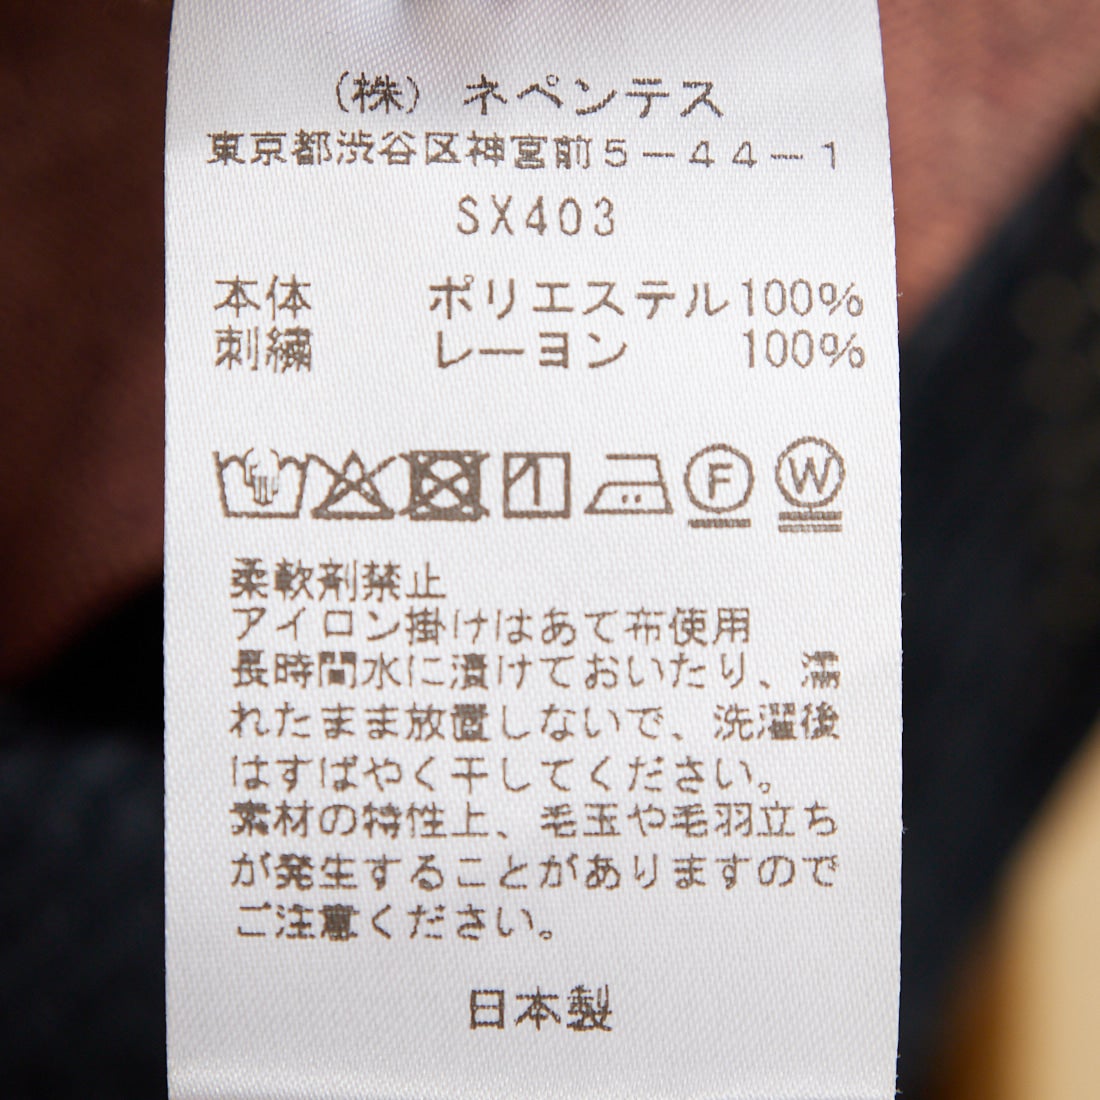 (株) ネペンテス
東京都渋谷区神宮前5-44-1
SX403
本体 ポリエステル100%
刺繍 レーヨン 100%
F W
柔軟剤禁止
アイロン掛けはあて布使用
長時間水に漬けておいたり、濡
れたまま放置しないで、洗濯後
はすばやく干してください。
素材の特性上、毛玉や毛羽立ち
が発生することがありますので
ご注意ください。
日本製